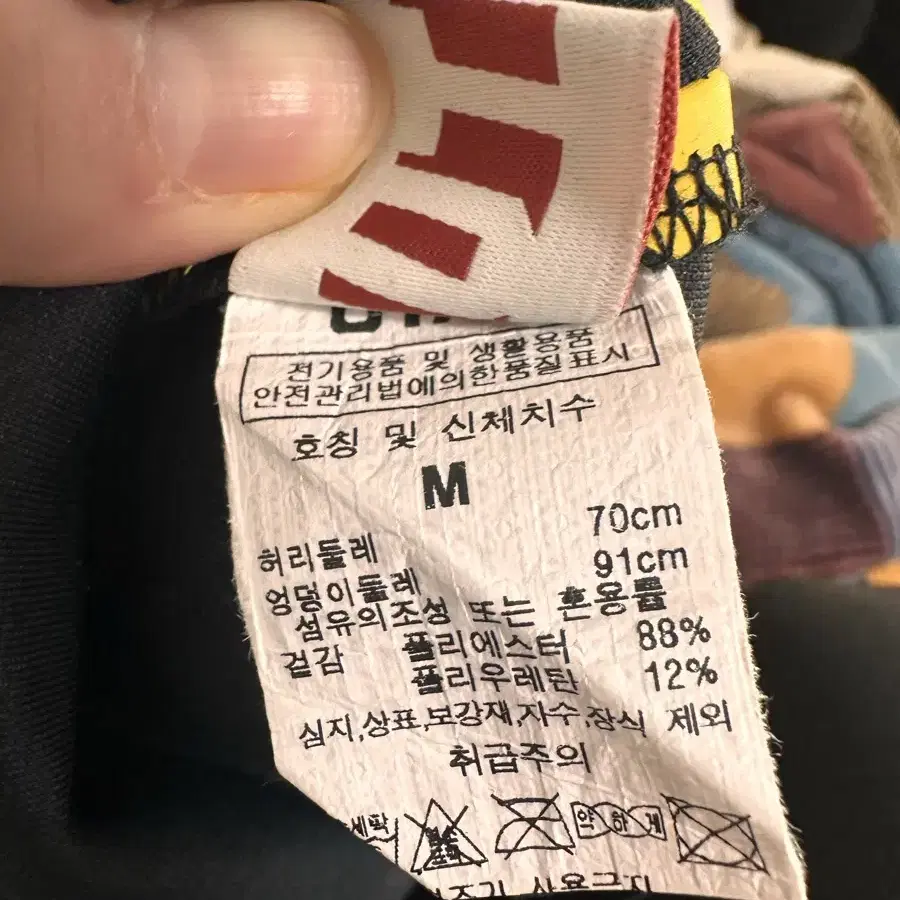 전기용품 및 생활용품
안전관리법에의한품질표시
호칭 및 신체치수
M
허리둘레 70cm
엉덩이둘레 91cm
섬유의조성 또는 혼용률
겉감 폴리에스터 88%
폴리우레탄 12%
심지,상표,보강재,자수,장식 제외
취급주의
약하게